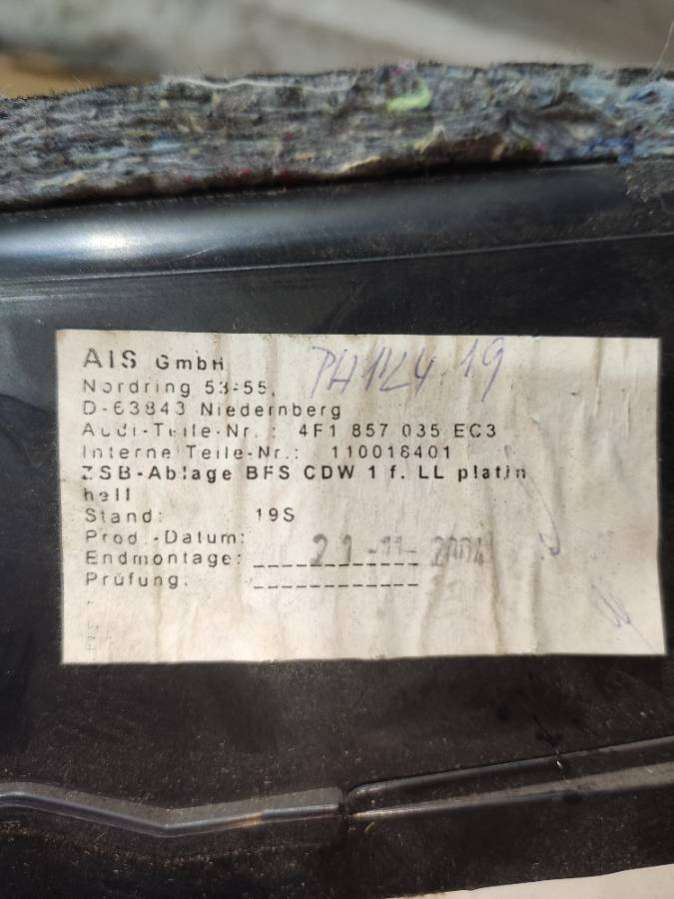 AIS GmbH
Nordring 53-55,
D-63843 Niedernberg
Audi-Teile-Nr.: 4F1 857 035 EC3
Interne Teile-Nr.: 110018401
ZSB-Ablage BFS CDW 1 f. LL platin
hell
Stand: 19S
Prod.-Datum:
Endmontage: 21-11-2004
Prüfung: